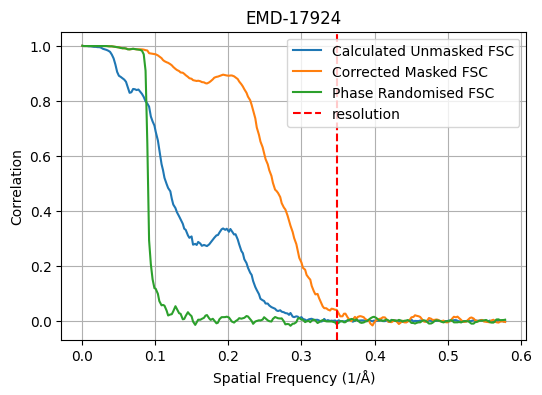 EMD-17924
Calculated Unmasked FSC
Corrected Masked FSC
Phase Randomised FSC
resolution
Correlation
1.0
0.8
0.6
0.4
0.2
0.0
0.0 0.1 0.2 0.3 0.4 0.5 0.6
Spatial Frequency (1/Å)